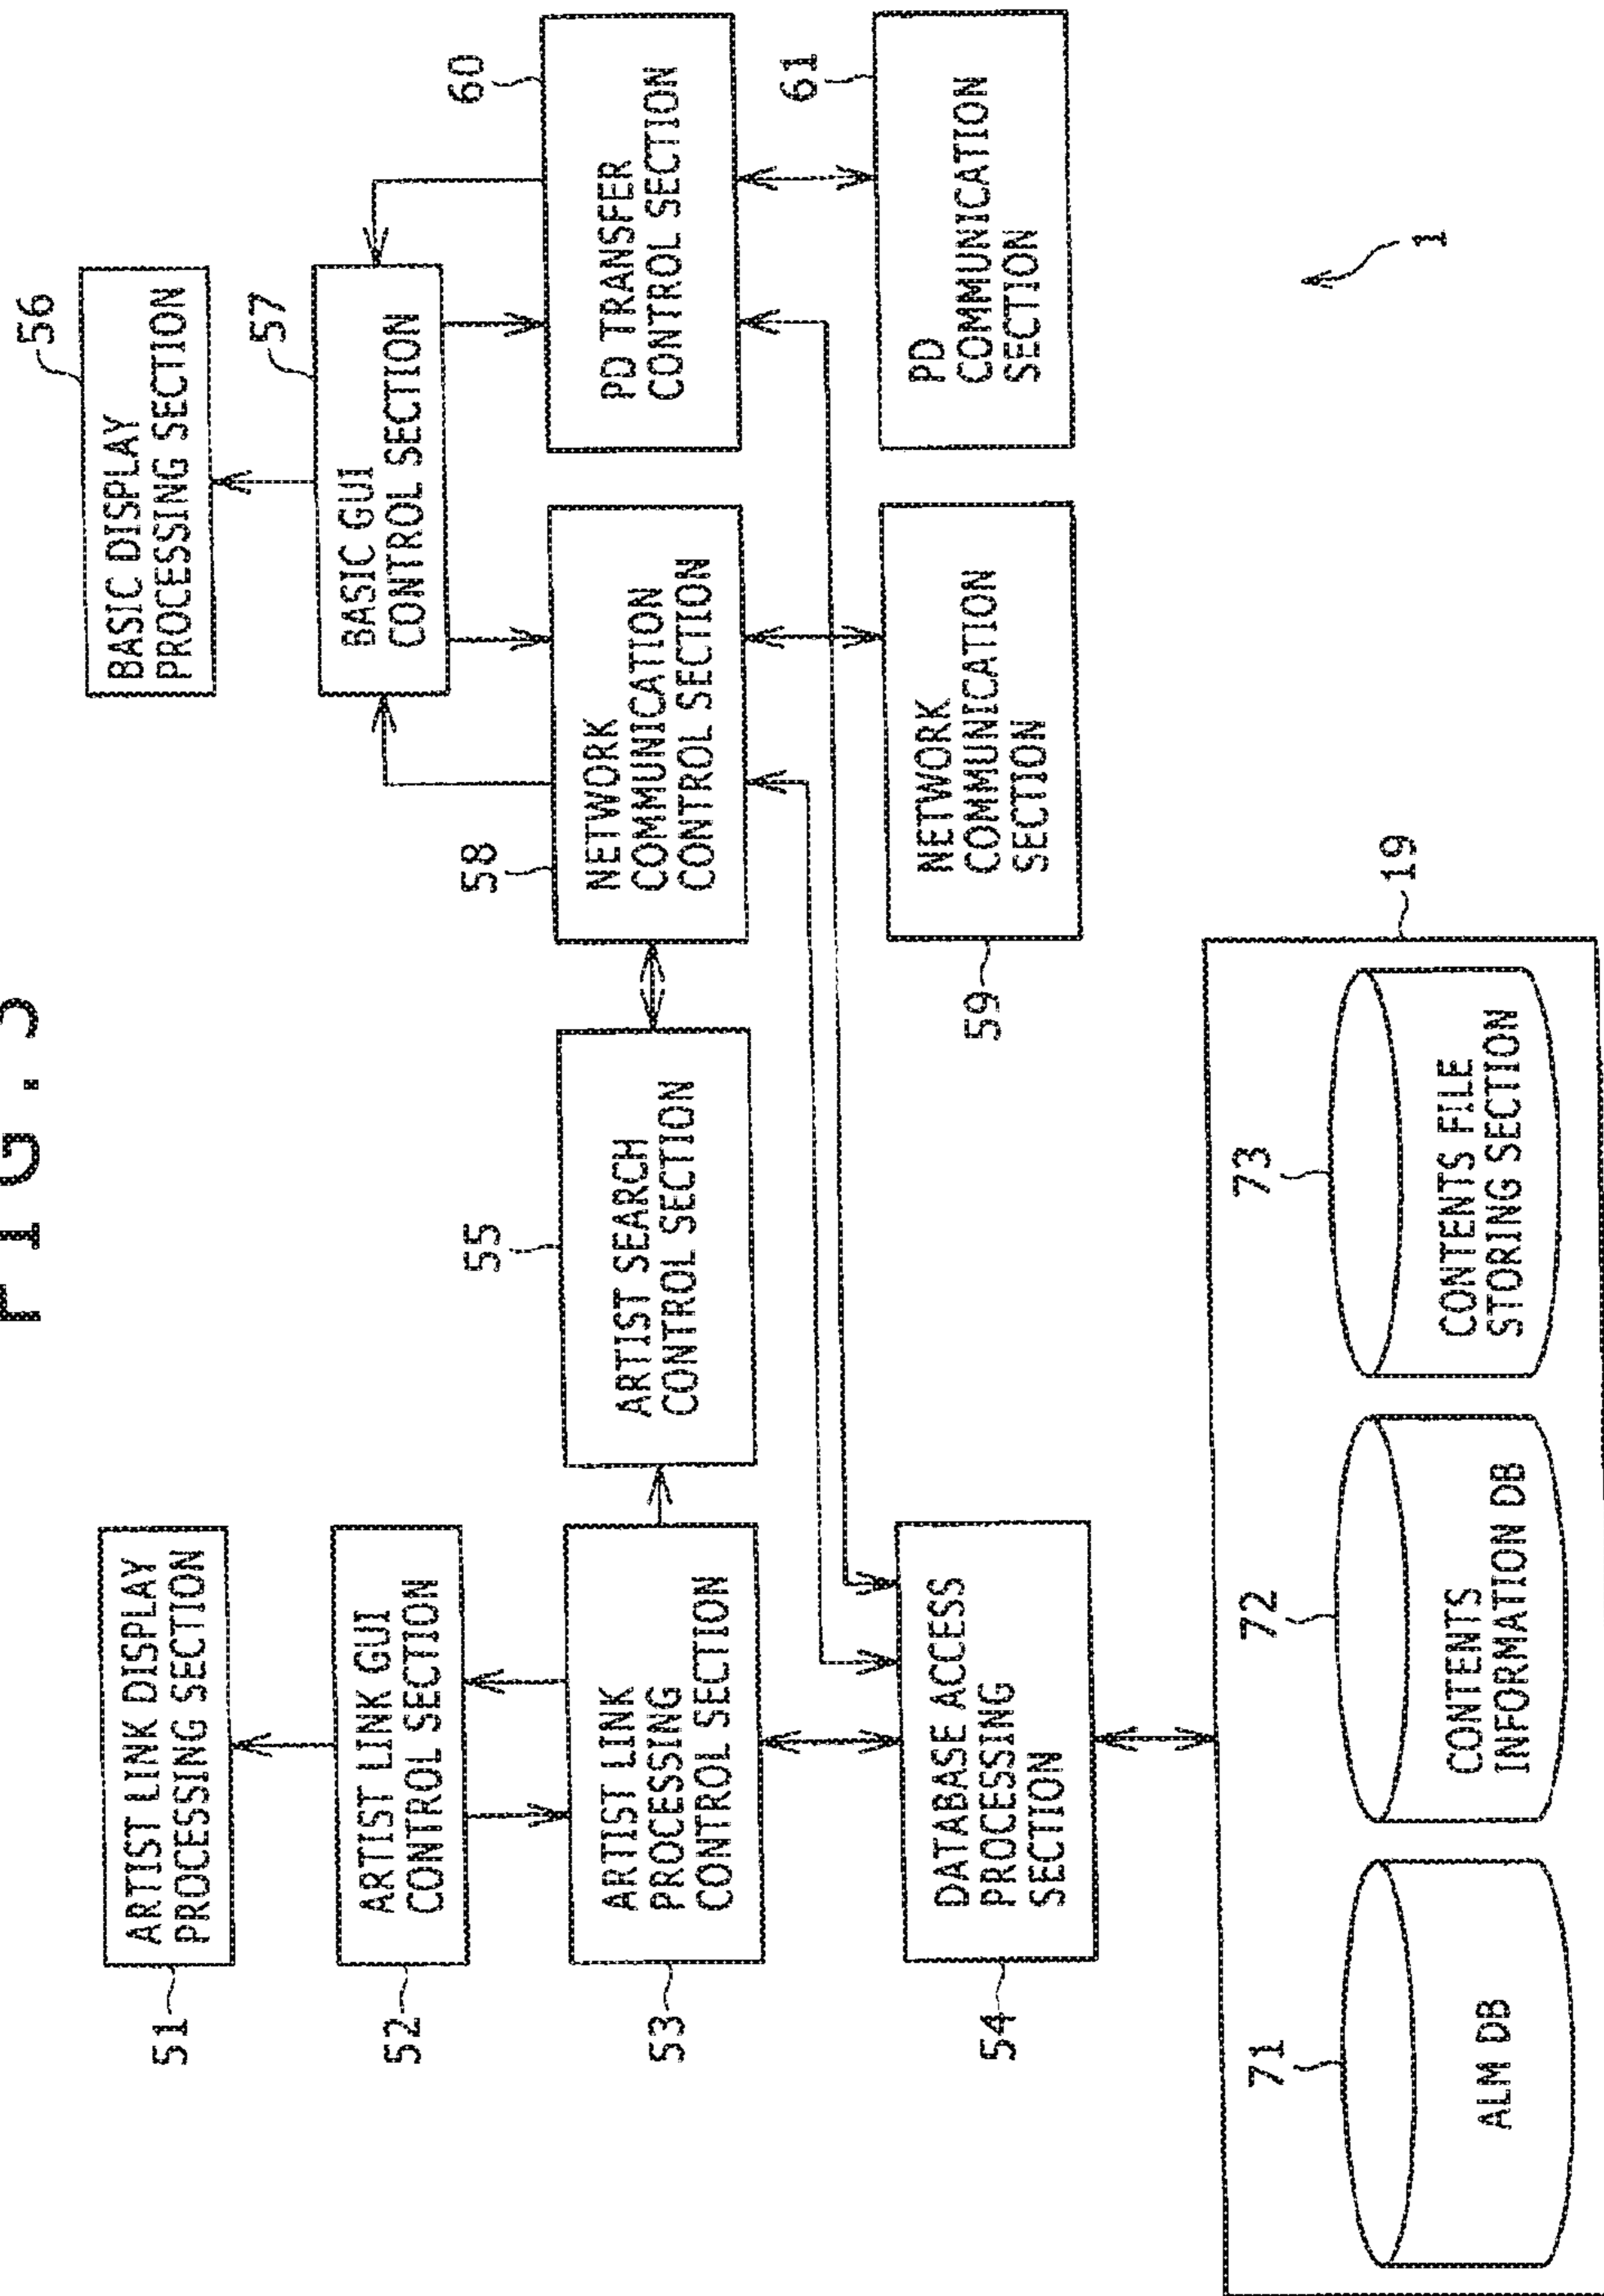 FIG. 3
51
ARTIST LINK DISPLAY
PROCESSING SECTION
52
ARTIST LINK GUI
CONTROL SECTION
53
ARTIST LINK
PROCESSING
CONTROL SECTION
54
DATABASE ACCESS
PROCESSING
SECTION
55
ARTIST SEARCH
CONTROL SECTION
56
BASIC DISPLAY
PROCESSING SECTION
57
BASIC GUI
CONTROL SECTION
58
NETWORK
COMMUNICATION
CONTROL SECTION
59
NETWORK
COMMUNICATION
SECTION
60
PD TRANSFER
CONTROL SECTION
61
PD
COMMUNICATION
SECTION
1
19
71
ALM DB
72
CONTENTS
INFORMATION DB
73
CONTENTS FILE
STORING SECTION